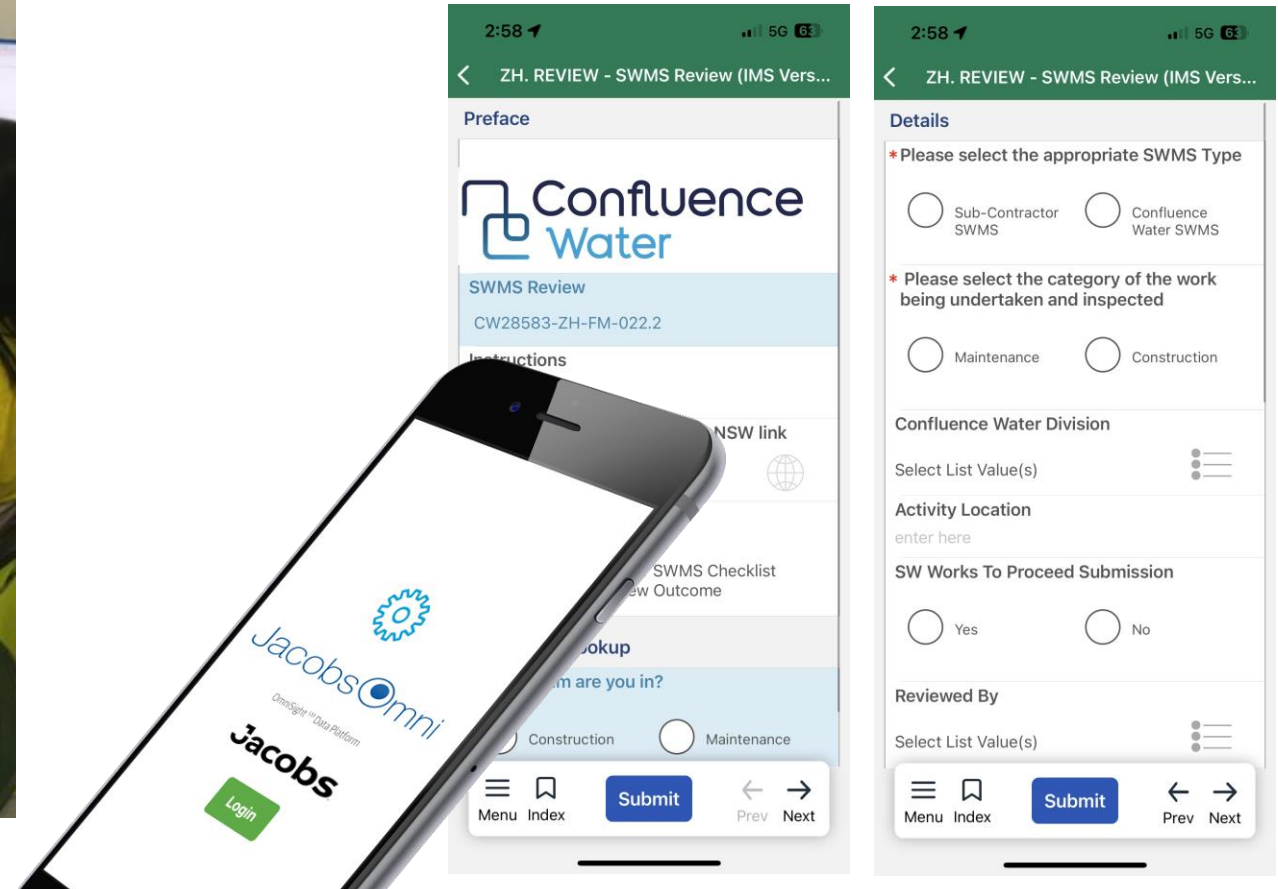 2:58
5G 63
ZH. REVIEW - SWMS Review (IMS Vers...
Preface
Confluence
Water
SWMS Review
CW28583-ZH-FM-022.2
Instructions
NSW link
SWMS Checklist
Outcome
am are you in?
Construction
Maintenance
Menu
Index
Submit
Prev
Next
JacobsOmni
OmniSight SM Data Platform
Jacobs
Login
2:58
5G 63
ZH. REVIEW - SWMS Review (IMS Vers...
Details
*Please select the appropriate SWMS Type
Sub-Contractor
SWMS
Confluence
Water SWMS
* Please select the category of the work
being undertaken and inspected
Maintenance
Construction
Confluence Water Division
Select List Value(s)
Activity Location
enter here
SW Works To Proceed Submission
Yes
No
Reviewed By
Select List Value(s)
Menu
Index
Submit
Prev
Next